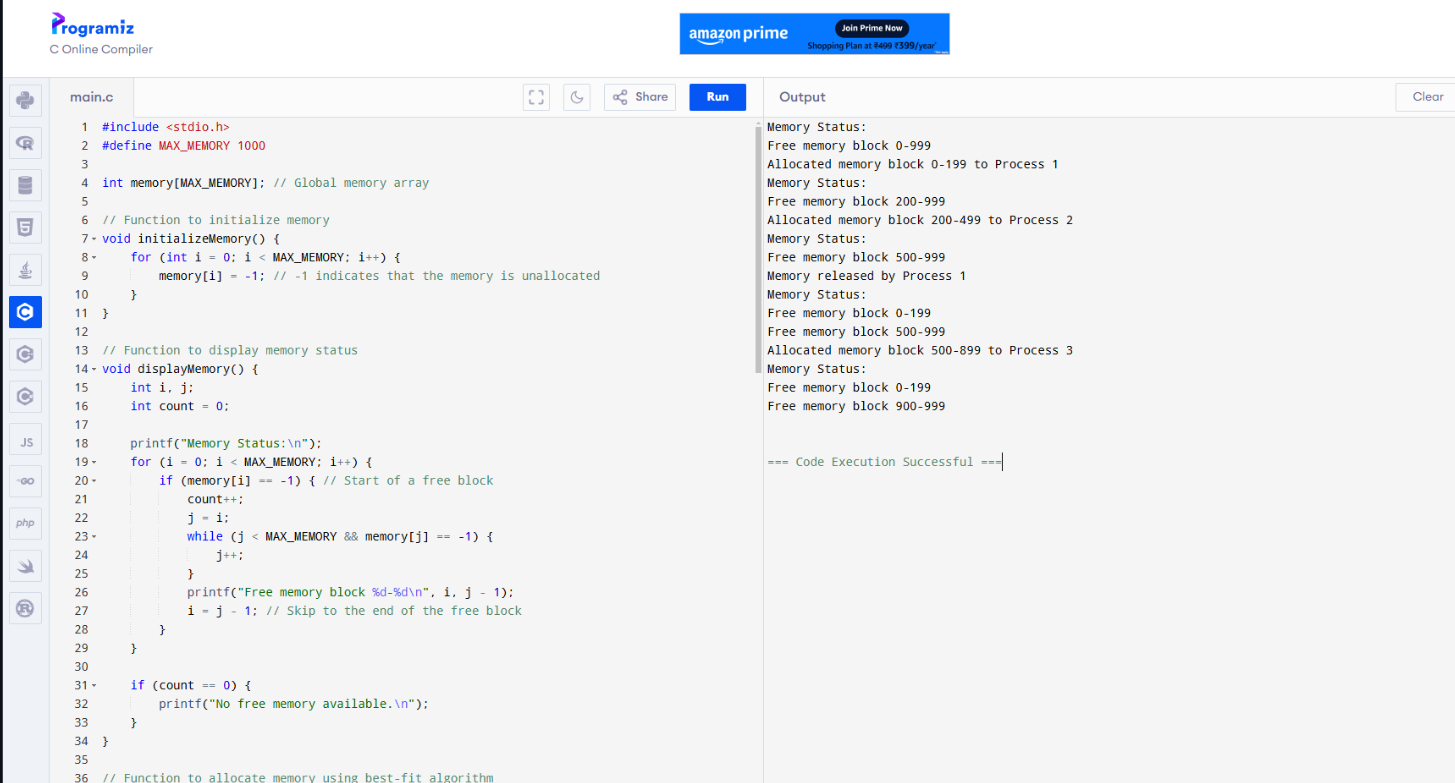 Programiz
C Online Compiler
amazon prime
Join Prime Now
Shopping Plan at ₹499 ₹399/year*
main.c
Share
Run
Output
Clear
JS
GO
php
1 #include <stdio.h>
2 #define MAX_MEMORY 1000
3
4 int memory[MAX_MEMORY]; // Global memory array
5
6 // Function to initialize memory
7 void initializeMemory() {
8     for (int i = 0; i < MAX_MEMORY; i++) {
9         memory[i] = -1; // -1 indicates that the memory is unallocated
10     }
11 }
12
13 // Function to display memory status
14 void displayMemory() {
15     int i, j;
16     int count = 0;
17
18     printf("Memory Status:\n");
19     for (i = 0; i < MAX_MEMORY; i++) {
20         if (memory[i] == -1) { // Start of a free block
21             count++;
22             j = i;
23             while (j < MAX_MEMORY && memory[j] == -1) {
24                 j++;
25             }
26             printf("Free memory block %d-%d\n", i, j - 1);
27             i = j - 1; // Skip to the end of the free block
28         }
29     }
30
31     if (count == 0) {
32         printf("No free memory available.\n");
33     }
34 }
35
36 // Function to allocate memory using best-fit algorithm
Memory Status:
Free memory block 0-999
Allocated memory block 0-199 to Process 1
Memory Status:
Free memory block 200-999
Allocated memory block 200-499 to Process 2
Memory Status:
Free memory block 500-999
Memory released by Process 1
Memory Status:
Free memory block 0-199
Free memory block 500-999
Allocated memory block 500-899 to Process 3
Memory Status:
Free memory block 0-199
Free memory block 900-999
=== Code Execution Successful ===